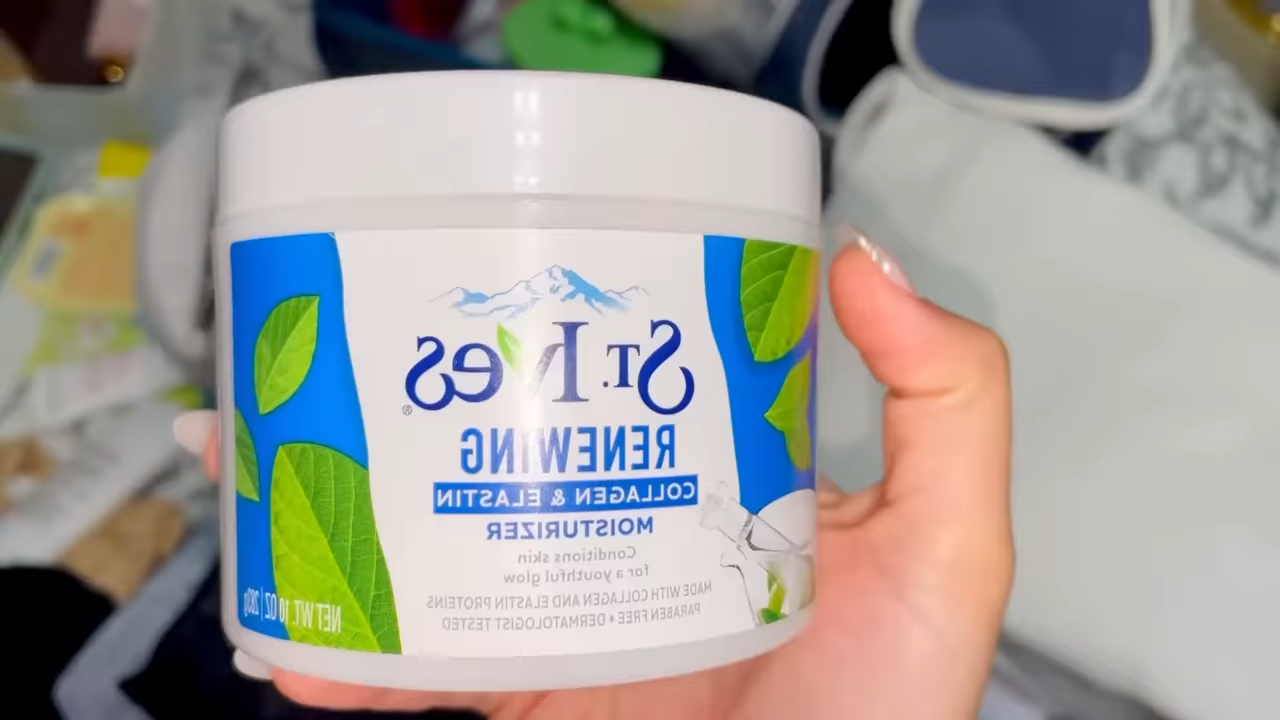 St. Ives®
RENEWING
COLLAGEN & ELASTIN
MOISTURIZER
Conditions skin
for a youthful glow
MADE WITH COLLAGEN AND ELASTIN PROTEINS
PARABEN FREE • DERMATOLOGIST TESTED
NET WT. 10 OZ | 283g